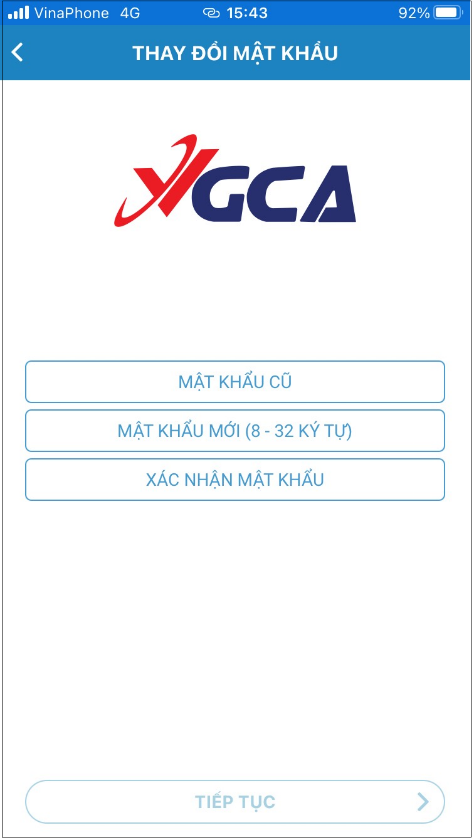 VinaPhone 4G 15:43 92%
THAY ĐỔI MẬT KHẨU
VGCA
MẬT KHẨU CŨ
MẬT KHẨU MỚI (8 - 32 KÝ TỰ)
XÁC NHẬN MẬT KHẨU
TIẾP TỤC